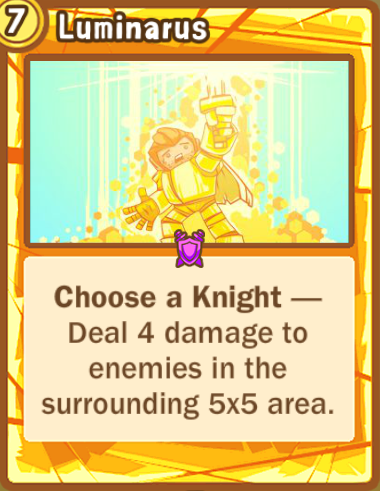 7
Luminarus
Choose a Knight —
Deal 4 damage to
enemies in the
surrounding 5x5 area.